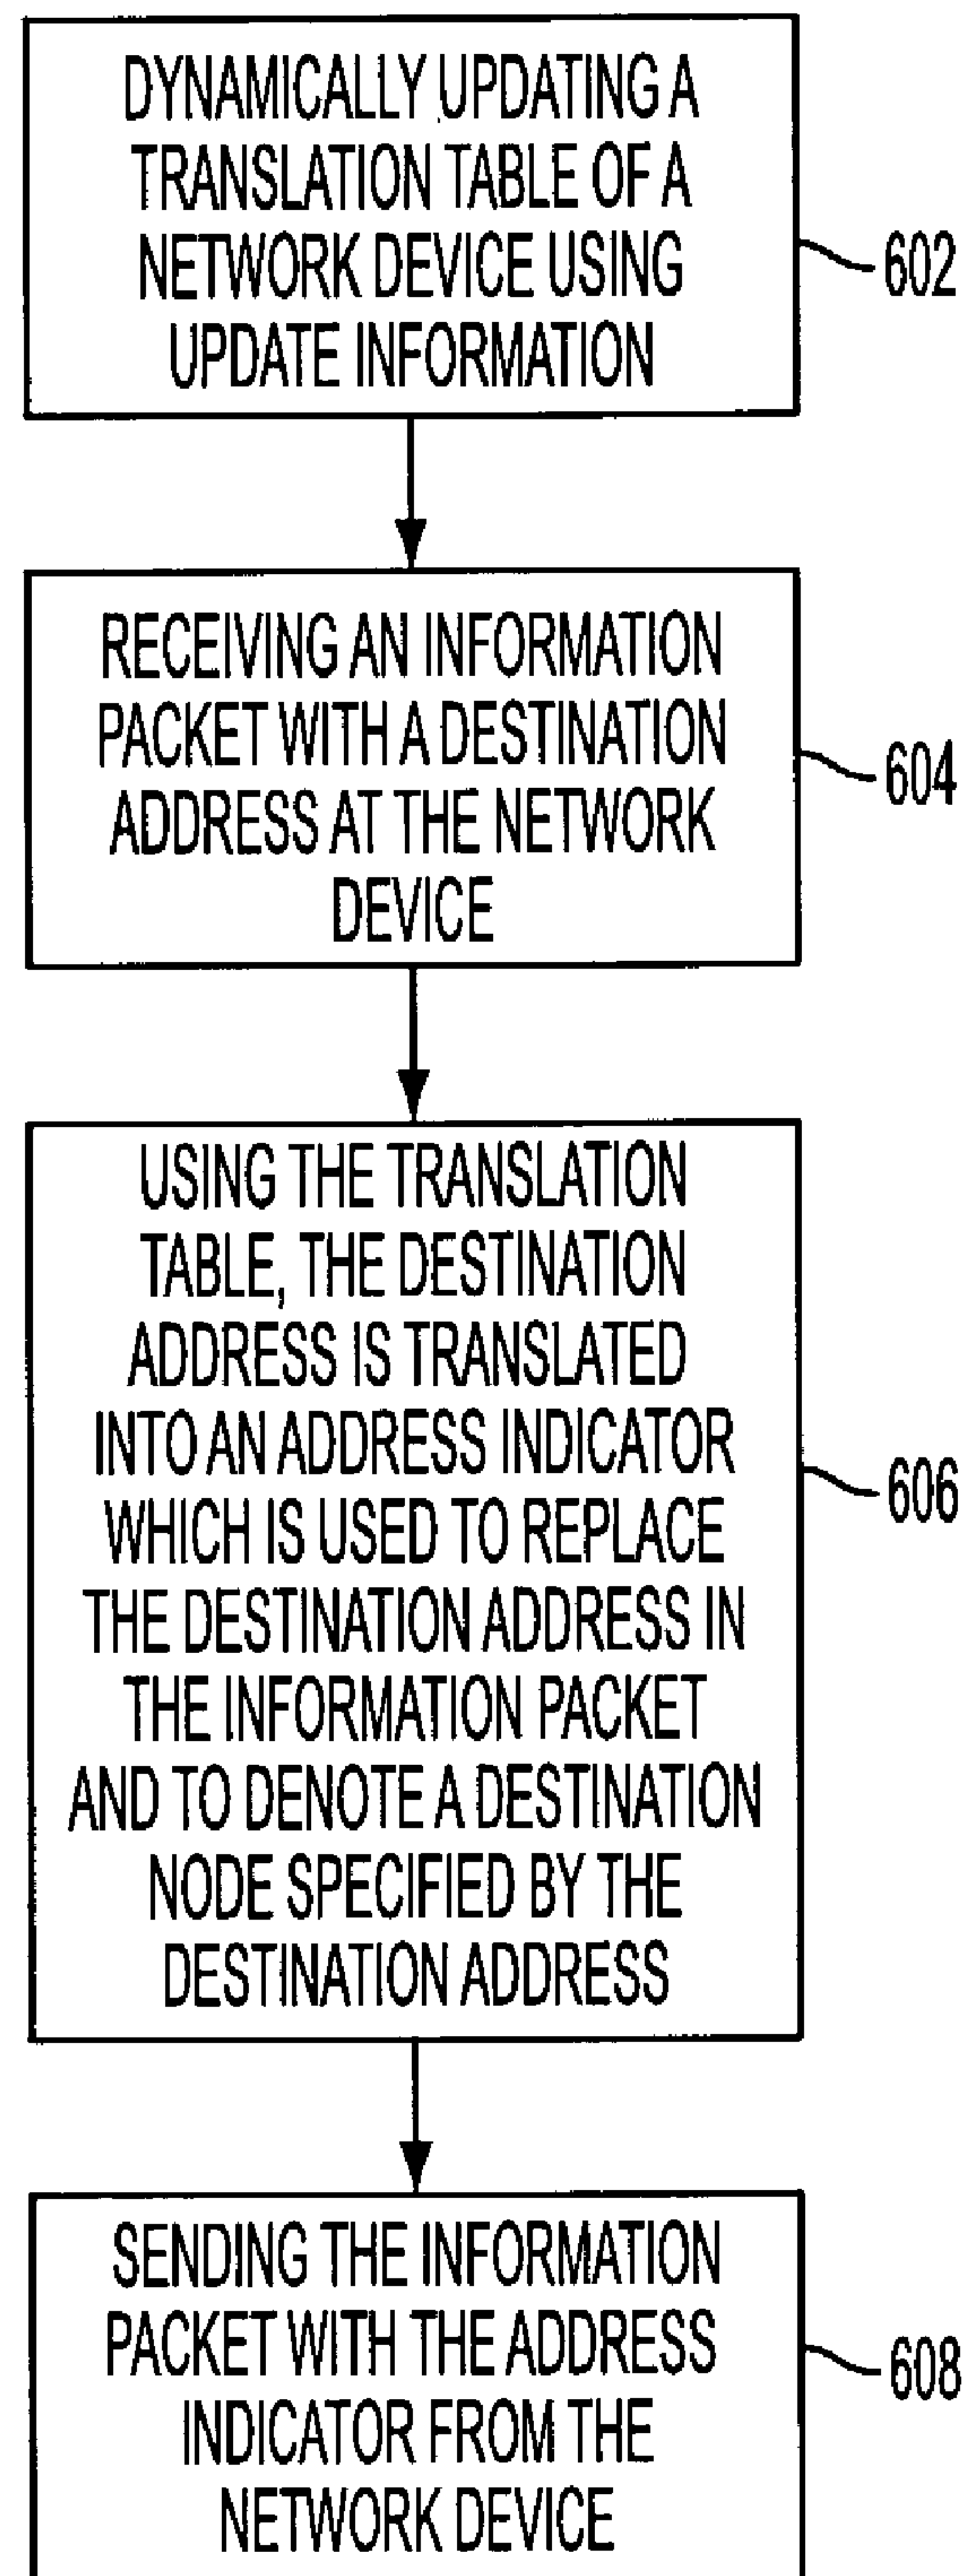 DYNAMICALLY UPDATING A
TRANSLATION TABLE OF A
NETWORK DEVICE USING
UPDATE INFORMATION
602
RECEIVING AN INFORMATION
PACKET WITH A DESTINATION
ADDRESS AT THE NETWORK
DEVICE
604
USING THE TRANSLATION
TABLE, THE DESTINATION
ADDRESS IS TRANSLATED
INTO AN ADDRESS INDICATOR
WHICH IS USED TO REPLACE
THE DESTINATION ADDRESS IN
THE INFORMATION PACKET
AND TO DENOTE A DESTINATION
NODE SPECIFIED BY THE
DESTINATION ADDRESS
606
SENDING THE INFORMATION
PACKET WITH THE ADDRESS
INDICATOR FROM THE
NETWORK DEVICE
608